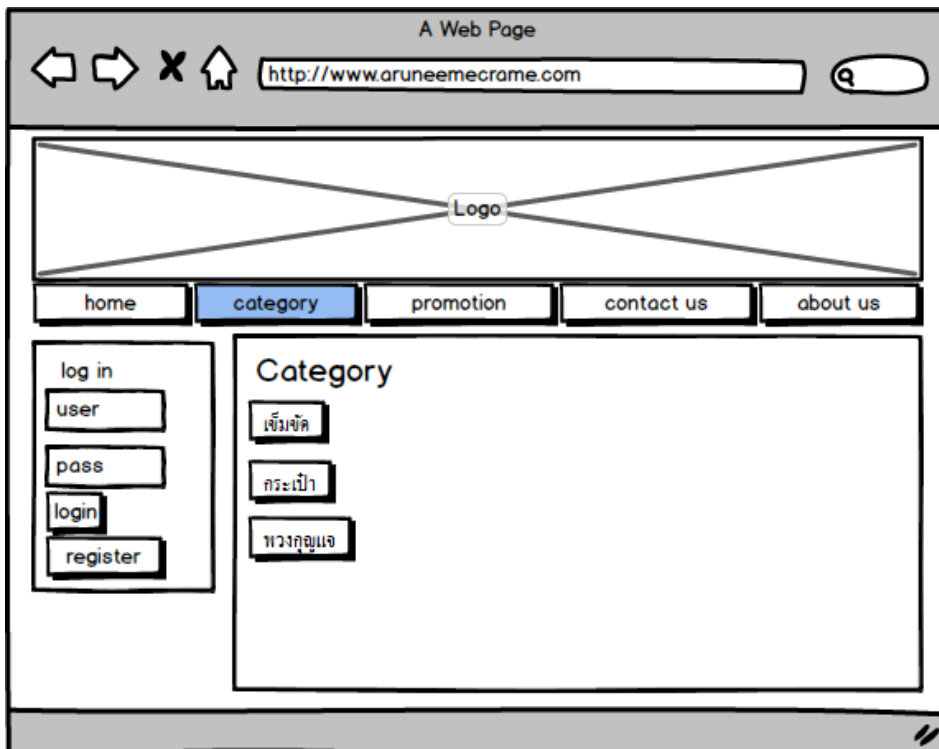 A Web Page
http://www.aruneemecrame.com
Logo
home category promotion contact us about us
log in
user
pass
login
register
Category
เข็มขัด
กระเป๋า
พวงกุญแจ